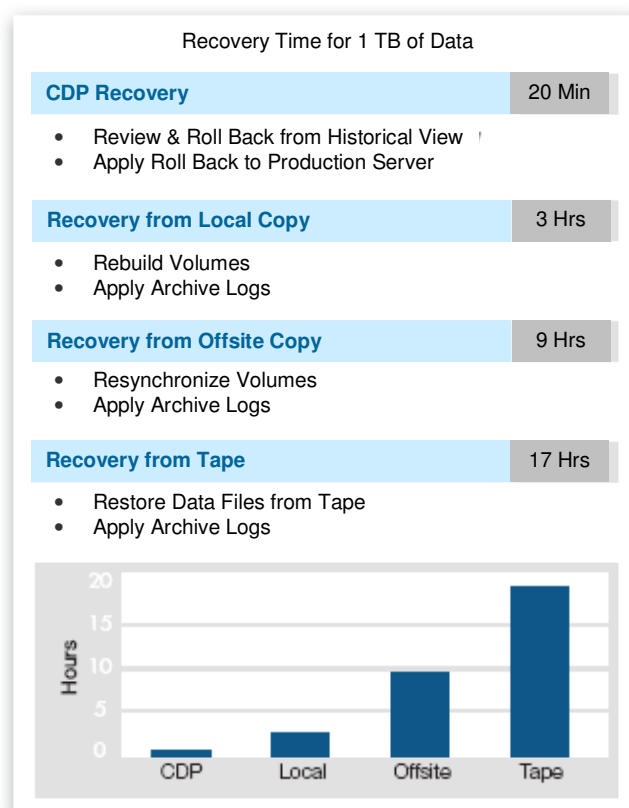 Recovery Time for 1 TB of Data
CDP Recovery 20 Min
• Review & Roll Back from Historical View
• Apply Roll Back to Production Server
Recovery from Local Copy 3 Hrs
• Rebuild Volumes
• Apply Archive Logs
Recovery from Offsite Copy 9 Hrs
• Resynchronize Volumes
• Apply Archive Logs
Recovery from Tape 17 Hrs
• Restore Data Files from Tape
• Apply Archive Logs
20
15
Hours
10
5
0
CDP Local Offsite Tape